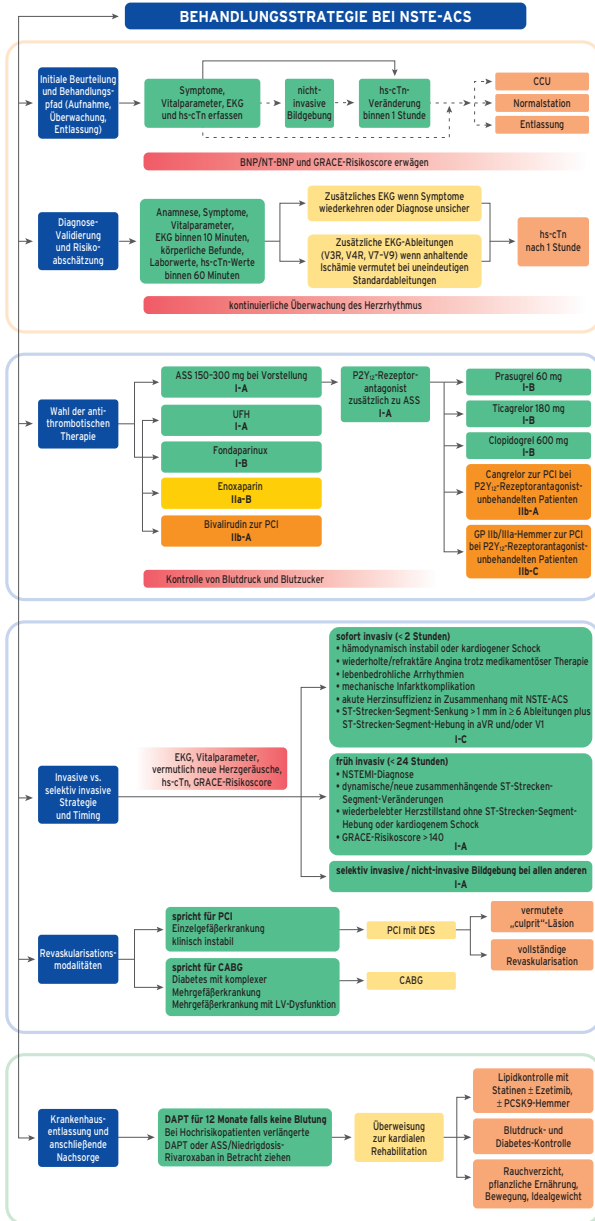 BEHANDLUNGSSTRATEGIE BEI NSTE-ACS
Initiale Beurteilung
und Behandlungs-
pfad (Aufnahme,
Überwachung,
Entlassung)
Symptome,
Vitalparameter, EKG
und hs-cTn erfassen
nicht-
invasive
Bildgebung
hs-cTn-
Veränderung
binnen 1 Stunde
CCU
Normalstation
Entlassung
BNP/NT-BNP und GRACE-Risikoscore erwägen
Diagnose-
Validierung
und Risiko-
abschätzung
Anamnese, Symptome,
Vitalparameter,
EKG binnen 10 Minuten,
körperliche Befunde,
Laborwerte, hs-cTn-Werte
binnen 60 Minuten
Zusätzliches EKG wenn Symptome
wiederkehren oder Diagnose unsicher
Zusätzliche EKG-Ableitungen
(V3R, V4R, V7–V9) wenn anhaltende
Ischämie vermutet bei uneindeutigen
Standardableitungen
hs-cTn
nach 1 Stunde
kontinuierliche Überwachung des Herzrhythmus
Wahl der anti-
thrombotischen
Therapie
ASS 150–300 mg bei Vorstellung
I-A
UFH
I-A
Fondaparinux
I-B
Enoxaparin
IIa-B
Bivalirudin zur PCI
IIb-A
P2Y₁₂-Rezeptor-
antagonist
zusätzlich zu ASS
I-A
Prasugrel 60 mg
I-B
Ticagrelor 180 mg
I-B
Clopidogrel 600 mg
I-B
Cangrelor zur PCI bei
P2Y₁₂-Rezeptorantagonist-
unbehandelten Patienten
IIb-A
GP IIb/IIIa-Hemmer zur PCI
bei P2Y₁₂-Rezeptorantagonist-
unbehandelten Patienten
IIb-C
Kontrolle von Blutdruck und Blutzucker
Invasive vs.
selektiv invasive
Strategie
und Timing
EKG, Vitalparameter,
vermutlich neue Herzgeräusche,
hs-cTn, GRACE-Risikoscore
sofort invasiv (< 2 Stunden)
• hämodynamisch instabil oder kardiogener Schock
• wiederholte/refraktäre Angina trotz medikamentöser Therapie
• lebenbedrohliche Arrhythmien
• mechanische Infarktkomplikation
• akute Herzinsuffizienz in Zusammenhang mit NSTE-ACS
• ST-Strecken-Segment-Senkung > 1 mm in ≥ 6 Ableitungen plus
ST-Strecken-Segment-Hebung in aVR und/oder V1
I-C
früh invasiv (< 24 Stunden)
• NSTEMI-Diagnose
• dynamische/neue zusammenhängende ST-Strecken-
Segment-Veränderungen
• wiederbelebter Herzstillstand ohne ST-Strecken-Segment-
Hebung oder kardiogenem Schock
• GRACE-Risikoscore > 140
I-A
selektiv invasive / nicht-invasive Bildgebung bei allen anderen
I-A
Revaskularisations-
modalitäten
spricht für PCI
Einzelgefäßerkrankung
klinisch instabil
spricht für CABG
Diabetes mit komplexer
Mehrgefäßerkrankung
Mehrgefäßerkrankung mit LV-Dysfunktion
PCI mit DES
CABG
vermutete
„culprit“-Läsion
vollständige
Revaskularisation
Krankenhaus-
entlassung und
anschließende
Nachsorge
DAPT für 12 Monate falls keine Blutung
Bei Hochrisikopatienten verlängerte
DAPT oder ASS/Niedrigdosis-
Rivaroxaban in Betracht ziehen
Überweisung
zur kardialen
Rehabilitation
Lipidkontrolle mit
Statinen ± Ezetimib,
± PCSK9-Hemmer
Blutdruck- und
Diabetes-Kontrolle
Rauchverzicht,
pflanzliche Ernährung,
Bewegung, Idealgewicht